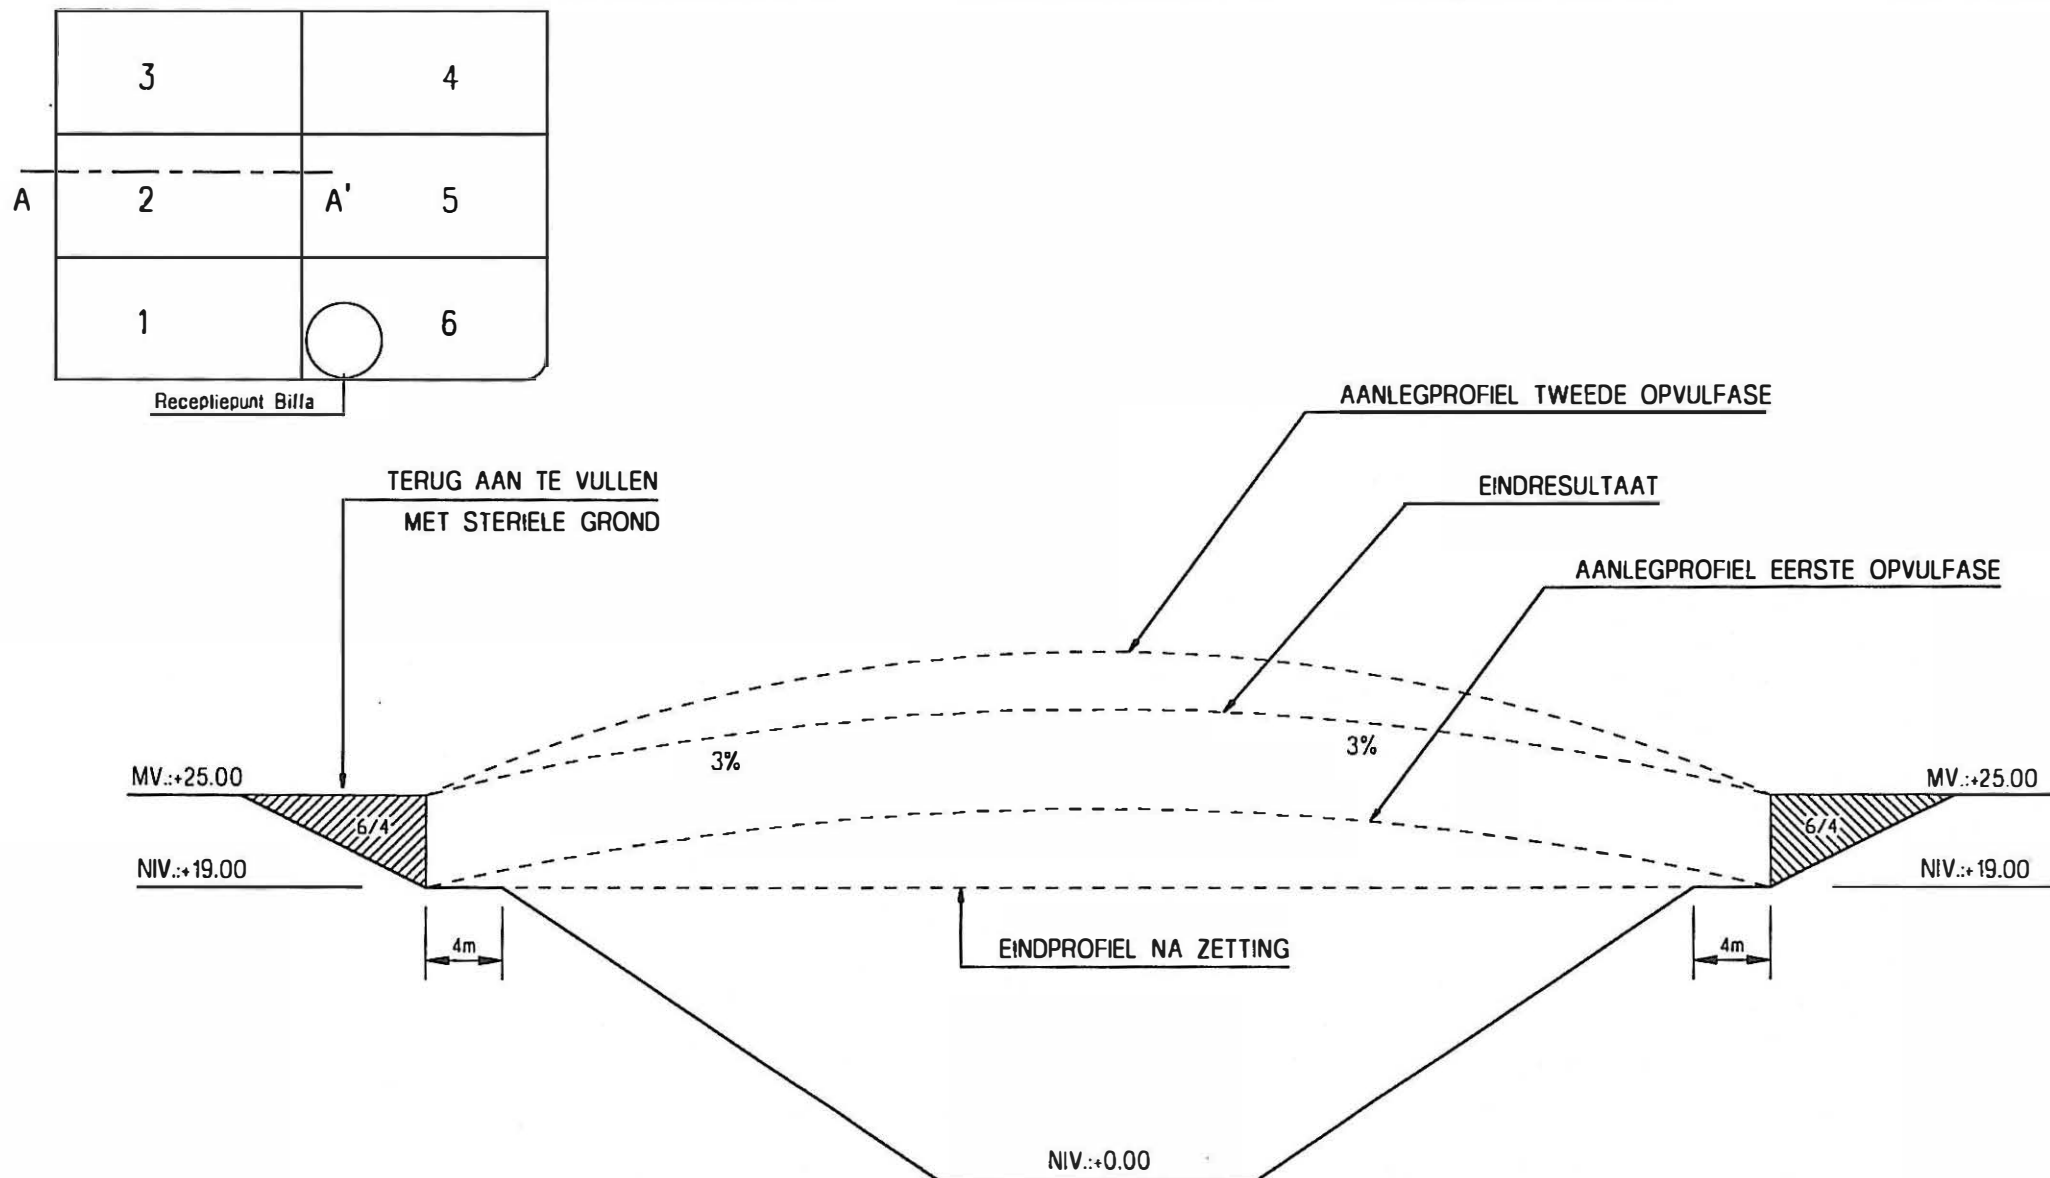 3
4
A
2
A'
5
1
6
Receptiepunt Biffa
AANLEGPROFIEL TWEEDE OPVULFASE
TERUG AAN TE VULLEN
MET STERIELE GROND
EINDRESULTAAT
AANLEGPROFIEL EERSTE OPVULFASE
3%
3%
MV.:+25.00
MV.:+25.00
6/4
6/4
NIV.:+19.00
NIV.:+19.00
4m
EINDPROFIEL NA ZETTING
4m
NIV.:+0.00